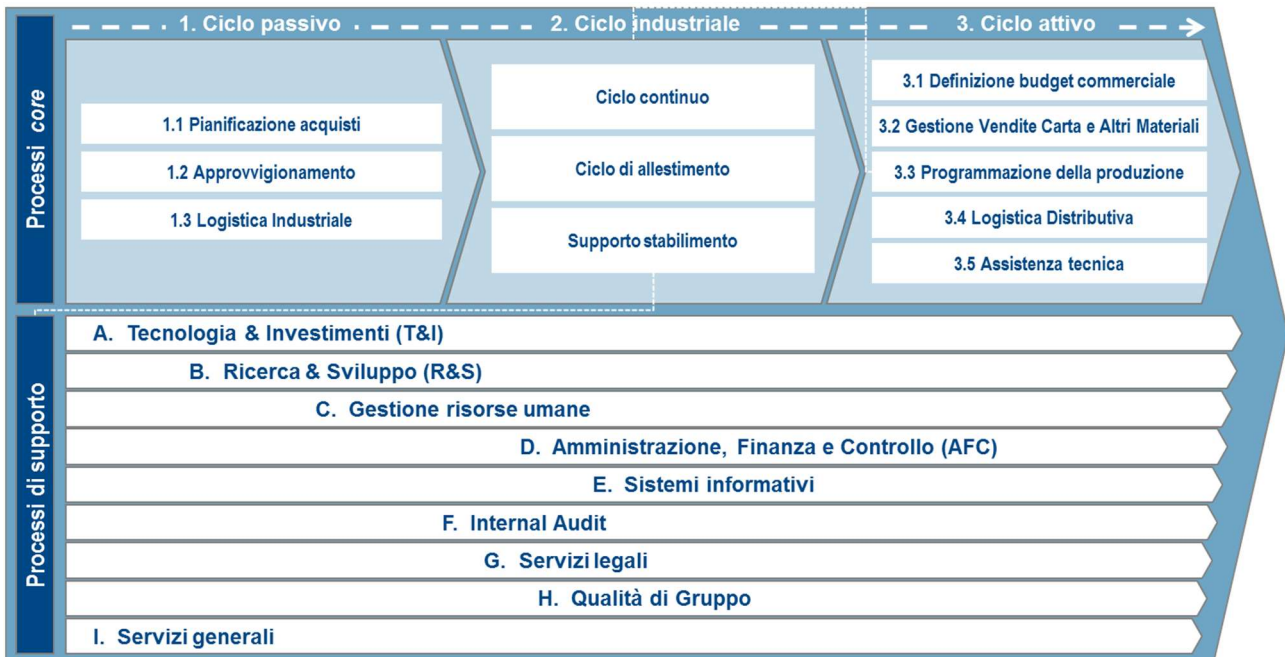 1. Ciclo passivo
2. Ciclo industriale
3. Ciclo attivo
Processi core
1.1 Pianificazione acquisti
1.2 Approvvigionamento
1.3 Logistica Industriale
Ciclo continuo
Ciclo di allestimento
Supporto stabilimento
3.1 Definizione budget commerciale
3.2 Gestione Vendite Carta e Altri Materiali
3.3 Programmazione della produzione
3.4 Logistica Distributiva
3.5 Assistenza tecnica
Processi di supporto
A. Tecnologia & Investimenti (T&I)
B. Ricerca & Sviluppo (R&S)
C. Gestione risorse umane
D. Amministrazione, Finanza e Controllo (AFC)
E. Sistemi informativi
F. Internal Audit
G. Servizi legali
H. Qualità di Gruppo
I. Servizi generali